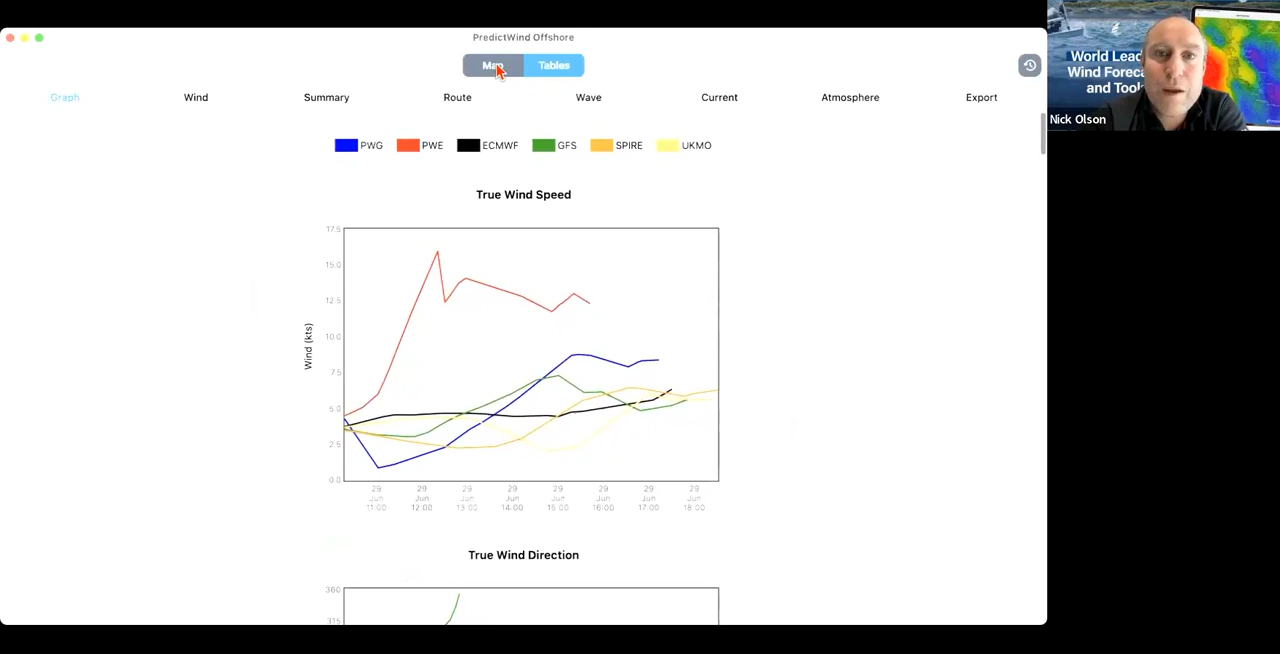 PredictWind Offshore
Map Tables
Graph Wind Summary Route Wave Current Atmosphere Export
PWG PWE ECMWF GFS SPIRE UKMO
True Wind Speed
17.5
15.0
12.5
10.0
7.5
5.0
2.5
0.0
Wind (kts)
29 29 29 29 29 29 29 29
Jun Jun Jun Jun Jun Jun Jun Jun
11:00 12:00 13:00 14:00 15:00 16:00 17:00 18:00
True Wind Direction
360
315
World Lead
Wind Foreca
and Tools
Nick Olson